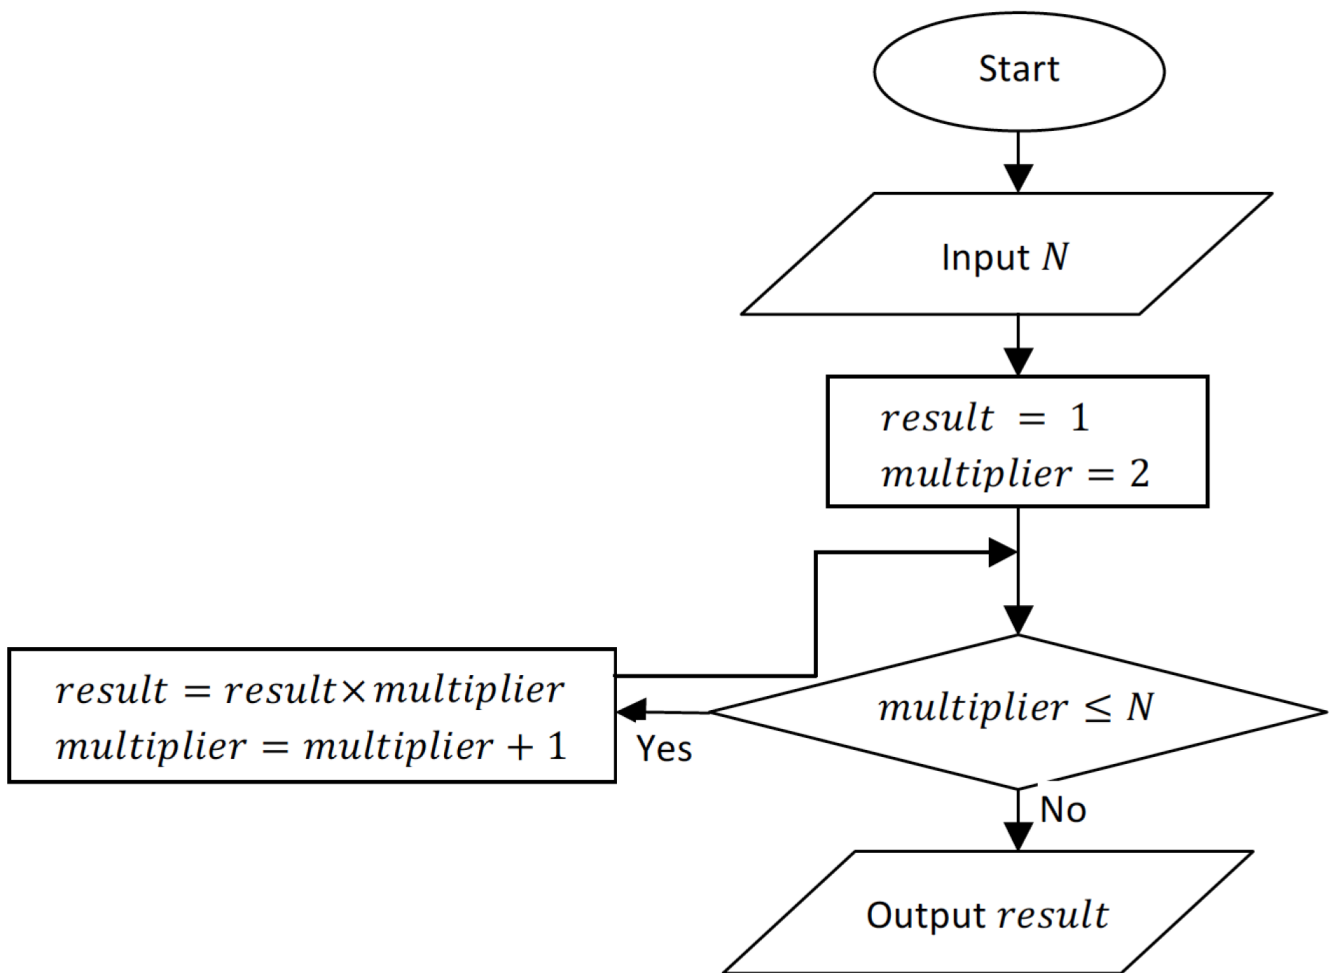 Start
Input N
result = 1
multiplier = 2
multiplier ≤ N
Yes
result = result×multiplier
multiplier = multiplier + 1
No
Output result